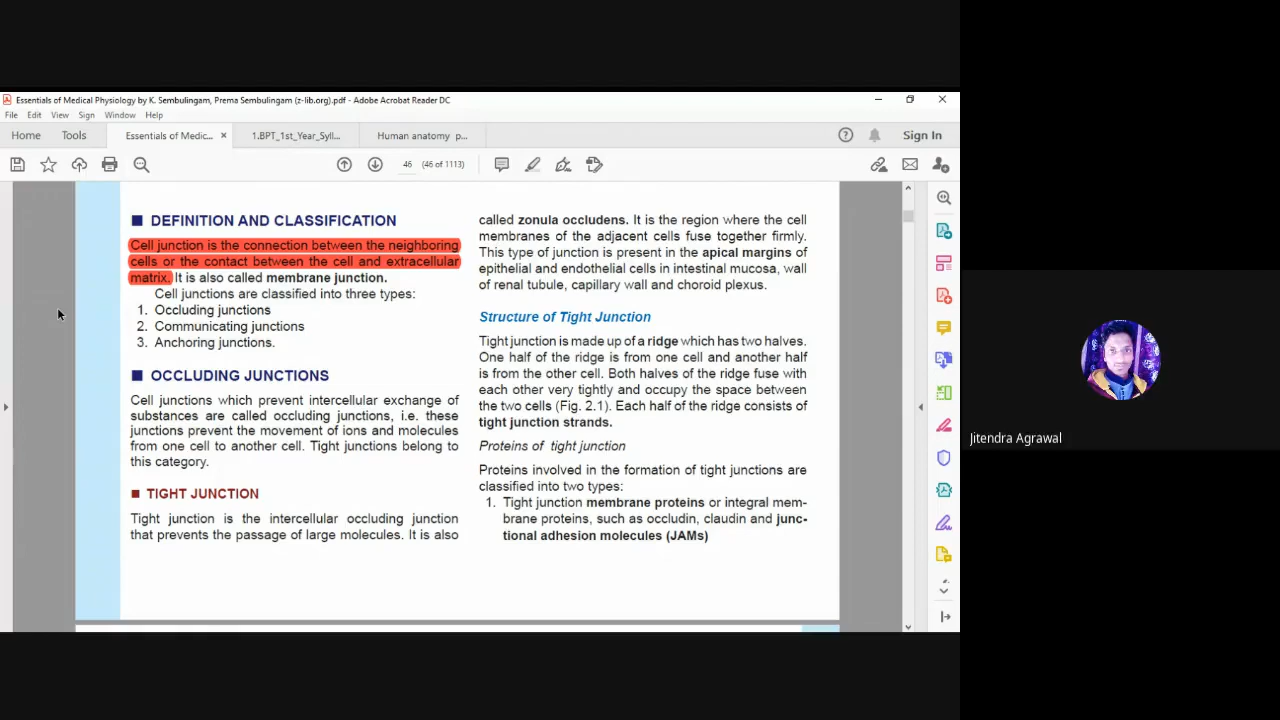 Essentials of Medical Physiology by K. Sembulingam, Prema Sembulingam (z-lib.org).pdf - Adobe Acrobat Reader DC
File Edit View Sign Window Help
Home Tools Essentials of Medic... × 1.BPT_1st_Year_Syll... Human anatomy p... Sign In
46 (46 of 1113)
■ DEFINITION AND CLASSIFICATION
Cell junction is the connection between the neighboring
cells or the contact between the cell and extracellular
matrix. It is also called membrane junction.
Cell junctions are classified into three types:
1. Occluding junctions
2. Communicating junctions
3. Anchoring junctions.
■ OCCLUDING JUNCTIONS
Cell junctions which prevent intercellular exchange of
substances are called occluding junctions, i.e. these
junctions prevent the movement of ions and molecules
from one cell to another cell. Tight junctions belong to
this category.
■ TIGHT JUNCTION
Tight junction is the intercellular occluding junction
that prevents the passage of large molecules. It is also
called zonula occludens. It is the region where the cell
membranes of the adjacent cells fuse together firmly.
This type of junction is present in the apical margins of
epithelial and endothelial cells in intestinal mucosa, wall
of renal tubule, capillary wall and choroid plexus.
Structure of Tight Junction
Tight junction is made up of a ridge which has two halves.
One half of the ridge is from one cell and another half
is from the other cell. Both halves of the ridge fuse with
each other very tightly and occupy the space between
the two cells (Fig. 2.1). Each half of the ridge consists of
tight junction strands.
Proteins of tight junction
Proteins involved in the formation of tight junctions are
classified into two types:
1. Tight junction membrane proteins or integral mem-
brane proteins, such as occludin, claudin and junc-
tional adhesion molecules (JAMs)
Jitendra Agrawal